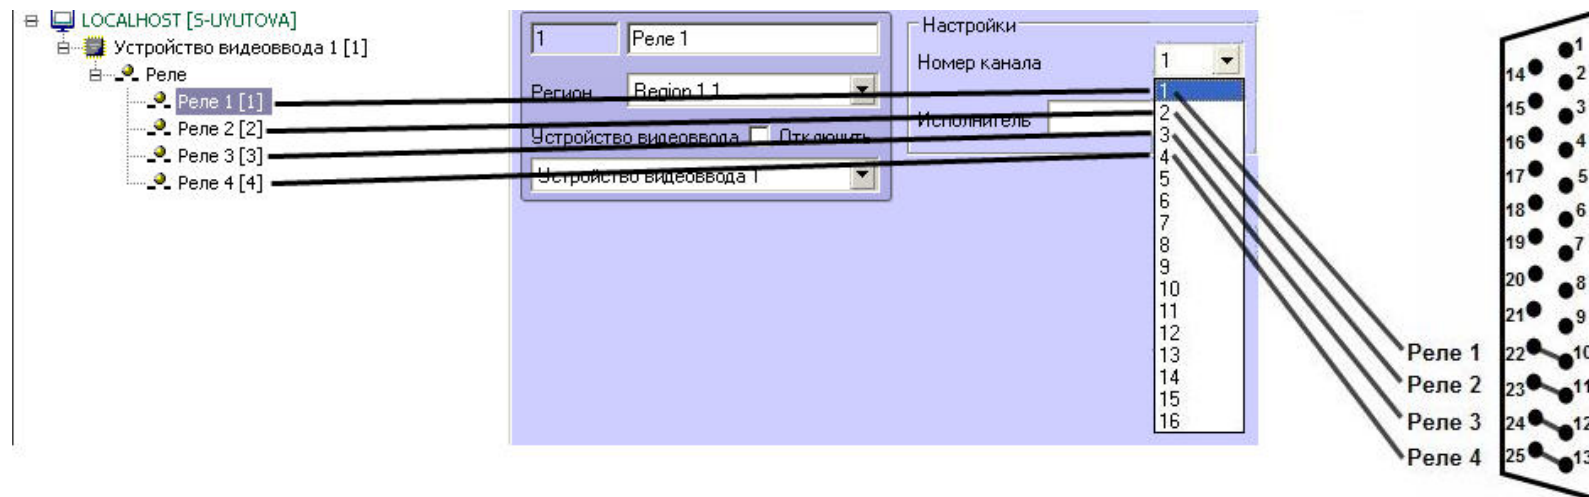 LOCALHOST [S-UYUTOVA]
Устройство видеоввода 1 [1]
Реле
Реле 1 [1]
Реле 2 [2]
Реле 3 [3]
Реле 4 [4]
1
Реле 1
Регион
Region 1.1
Устройство видеоввода
Отключить
Устройство видеоввода 1
Настройки
Номер канала
1
Исполнитель
1
2
3
4
5
6
7
8
9
10
11
12
13
14
15
16
Реле 1
Реле 2
Реле 3
Реле 4
14
15
16
17
18
19
20
21
22
23
24
25
1
2
3
4
5
6
7
8
9
10
11
12
13